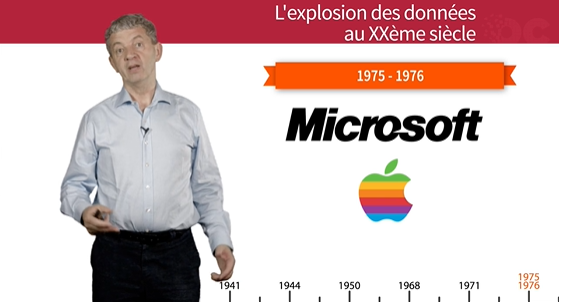 L'explosion des données
au XXème siècle
1975 - 1976
Microsoft
1941 1944 1950 1968 1971 1975
1976